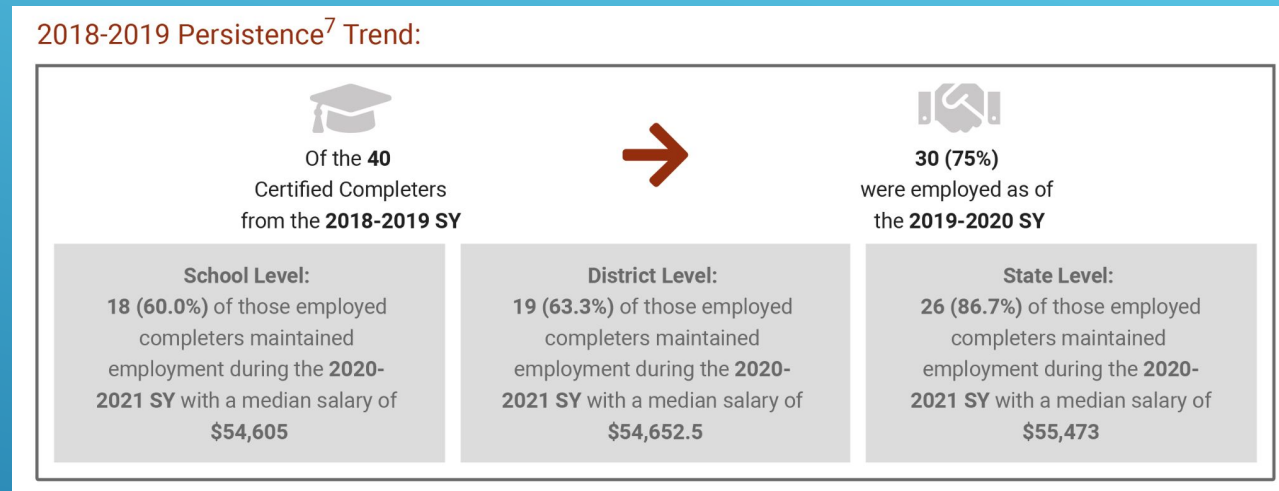 2018-2019 Persistence7 Trend:
Of the 40
Certified Completers
from the 2018-2019 SY
30 (75%)
were employed as of
the 2019-2020 SY
School Level:
18 (60.0%) of those employed
completers maintained
employment during the 2020-
2021 SY with a median salary of
$54,605
District Level:
19 (63.3%) of those employed
completers maintained
employment during the 2020-
2021 SY with a median salary of
$54,652.5
State Level:
26 (86.7%) of those employed
completers maintained
employment during the 2020-
2021 SY with a median salary of
$55,473